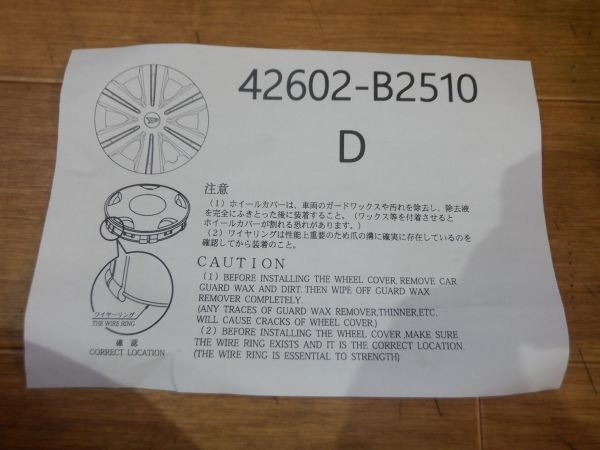 42602-B2510
D
注意
(1) ホイールカバーは、車両のガードワックスや汚れを除去し、除去液
を完全にふきとった後に装着すること。(ワックス等を付着させると
ホイールカバーが割れる恐れがあります。)
(2) ワイヤリングは性能上重要のため爪の溝に確実に存在しているのを
確認してから装着のこと。
CAUTION
(1) BEFORE INSTALLING THE WHEEL COVER, REMOVE CAR
GUARD WAX AND DIRT. THEN WIPE OFF GUARD WAX
REMOVER COMPLETELY.
(ANY TRACES OF GUARD WAX REMOVER,THINNER,ETC.
WILL CAUSE CRACKS OF WHEEL COVER.)
(2) BEFORE INSTALLING THE WHEEL COVER ,MAKE SURE
THE WIRE RING EXISTS AND IT IS THE CORRECT LOCATION.
(THE WIRE RING IS ESSENTIAL TO STRENGTH)
ワイヤーリング
THE WIRE RING
確 認
CORRECT LOCATION